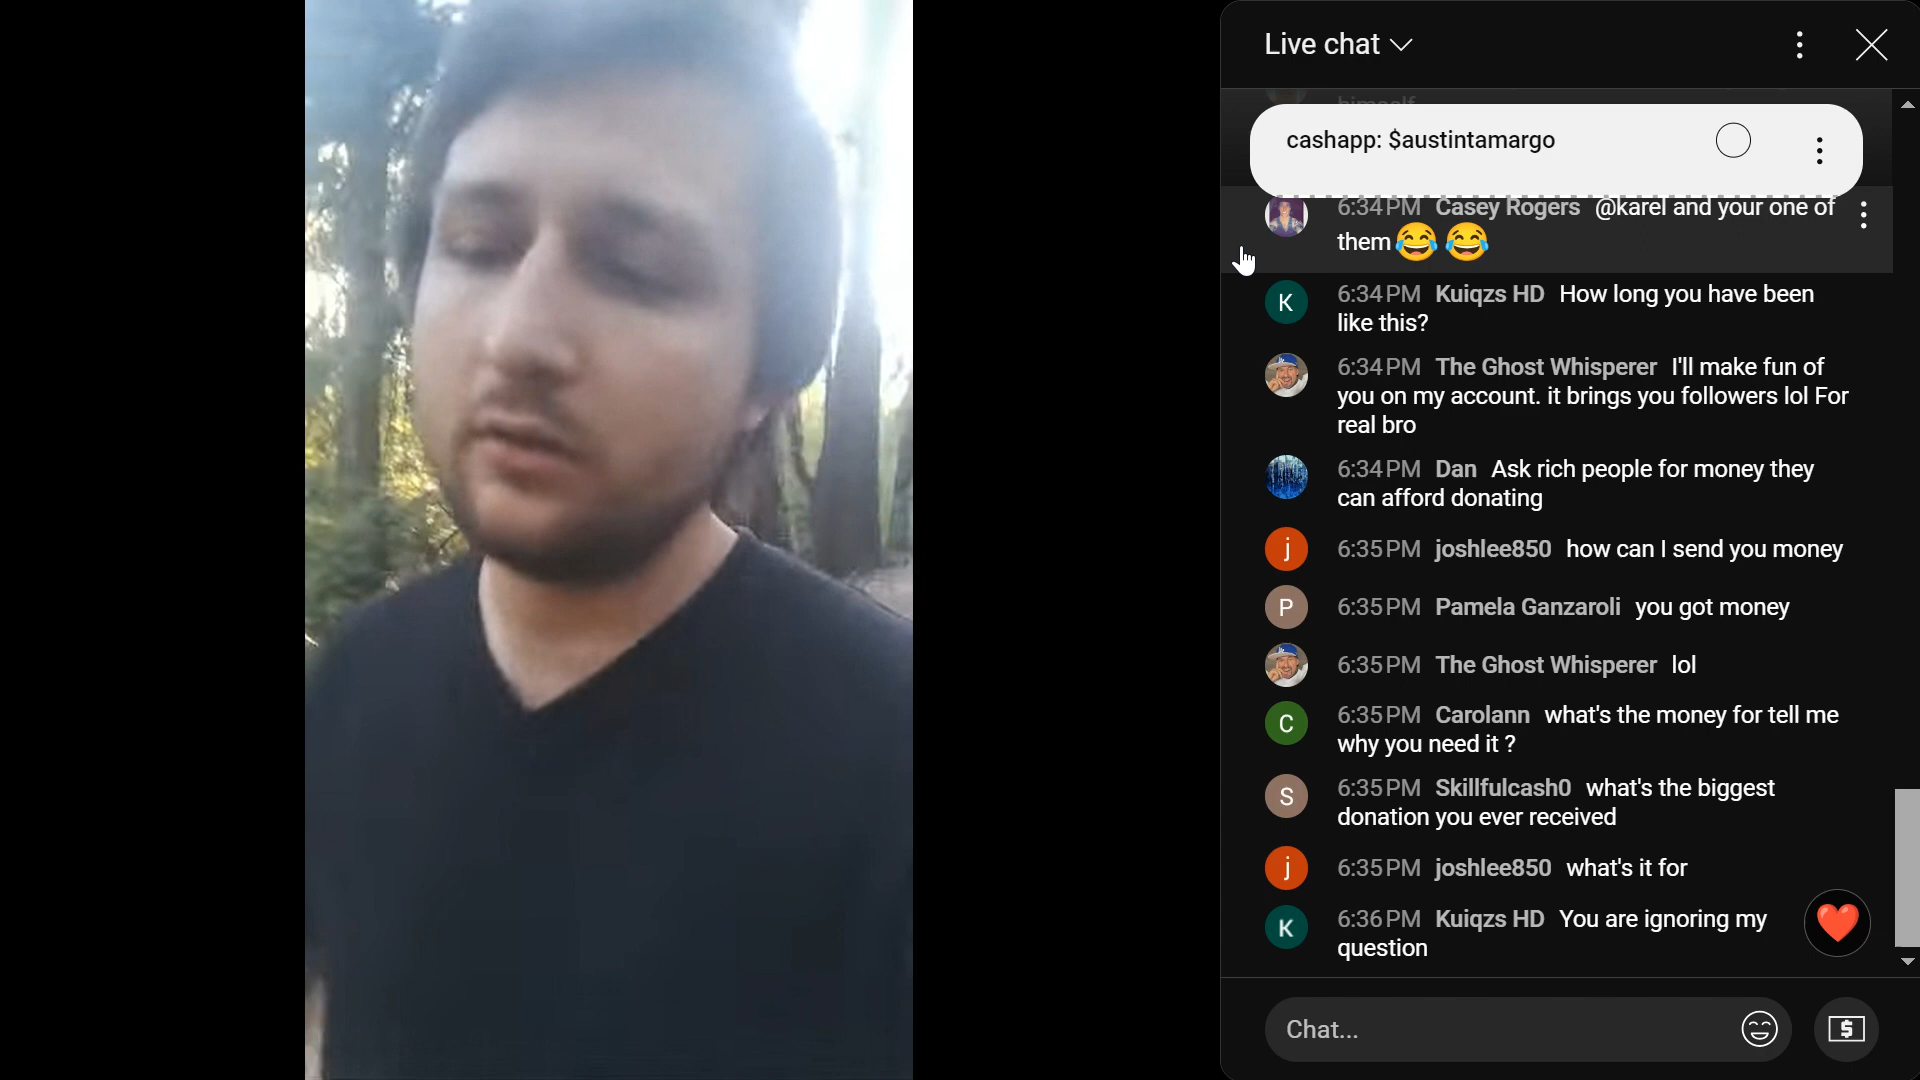 Live chat
himself
cashapp: $austintamargo
6:34 PM Casey Rogers @karel and your one of
them😂😂
K
6:34 PM Kuiqzs HD How long you have been
like this?
6:34 PM The Ghost Whisperer I'll make fun of
you on my account. it brings you followers lol For
real bro
6:34 PM Dan Ask rich people for money they
can afford donating
j
6:35 PM joshlee850 how can I send you money
P
6:35 PM Pamela Ganzaroli you got money
6:35 PM The Ghost Whisperer lol
C
6:35 PM Carolann what's the money for tell me
why you need it ?
S
6:35 PM Skillfulcash0 what's the biggest
donation you ever received
j
6:35 PM joshlee850 what's it for
K
6:36 PM Kuiqzs HD You are ignoring my
question
Chat...
$